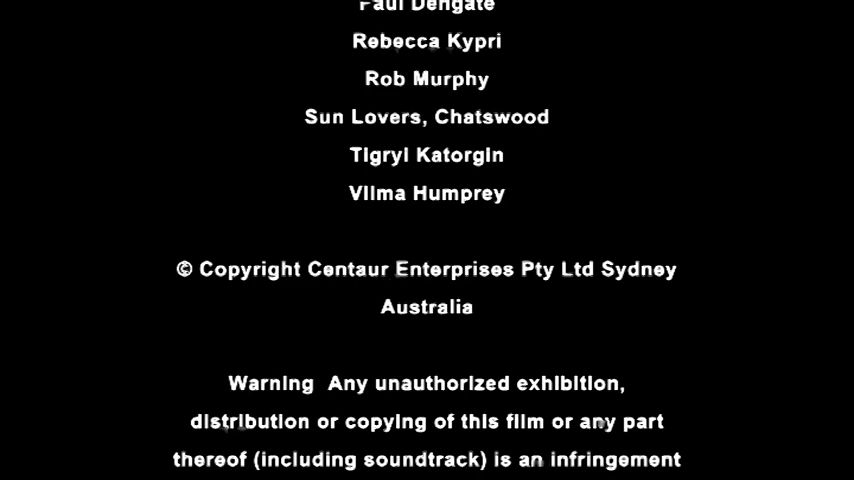 Paul Dengate
Rebecca Kypri
Rob Murphy
Sun Lovers, Chatswood
Tigryl Katorgin
Vilma Humprey
© Copyright Centaur Enterprises Pty Ltd Sydney
Australia
Warning Any unauthorized exhibition,
distribution or copying of this film or any part
thereof (including soundtrack) is an infringement